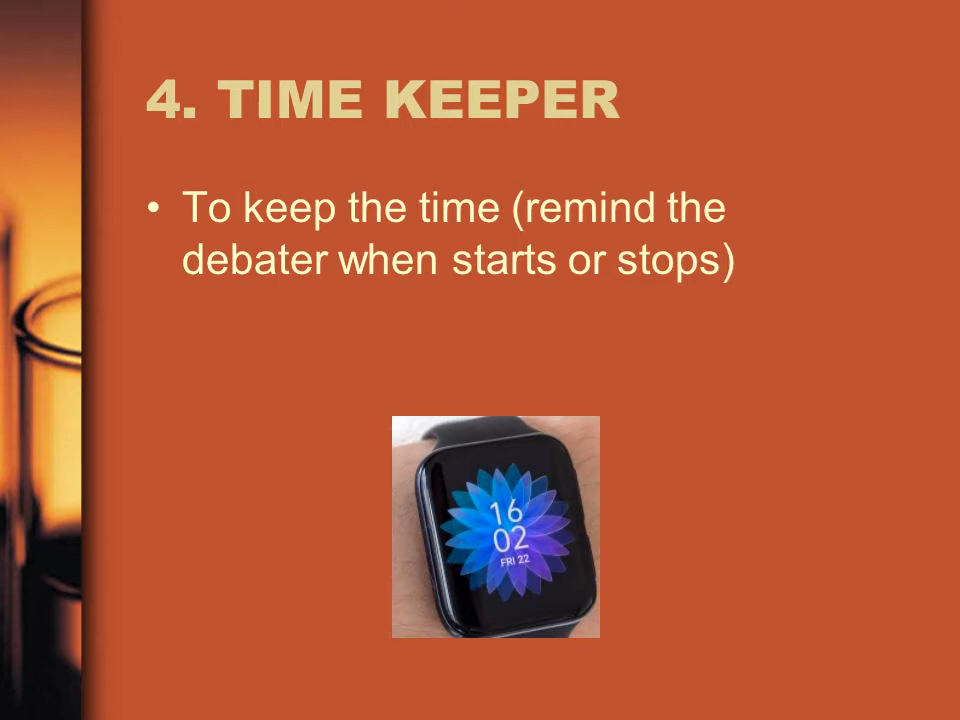 4. TIME KEEPER
• To keep the time (remind the
debater when starts or stops)
16
02
FRI 22